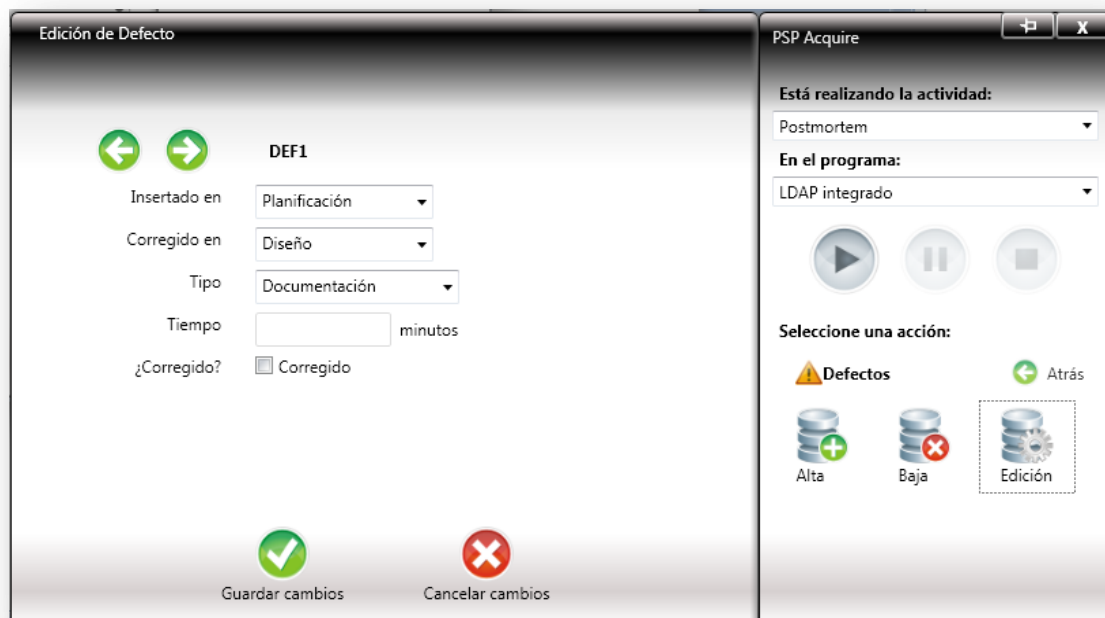 Edición de Defecto
DEF1
Insertado en Planificación
Corregido en Diseño
Tipo Documentación
Tiempo minutos
¿Corregido? Corregido
Guardar cambios Cancelar cambios
PSP Acquire X
Está realizando la actividad:
Postmortem
En el programa:
LDAP integrado
Seleccione una acción:
Defectos Atrás
Alta Baja Edición